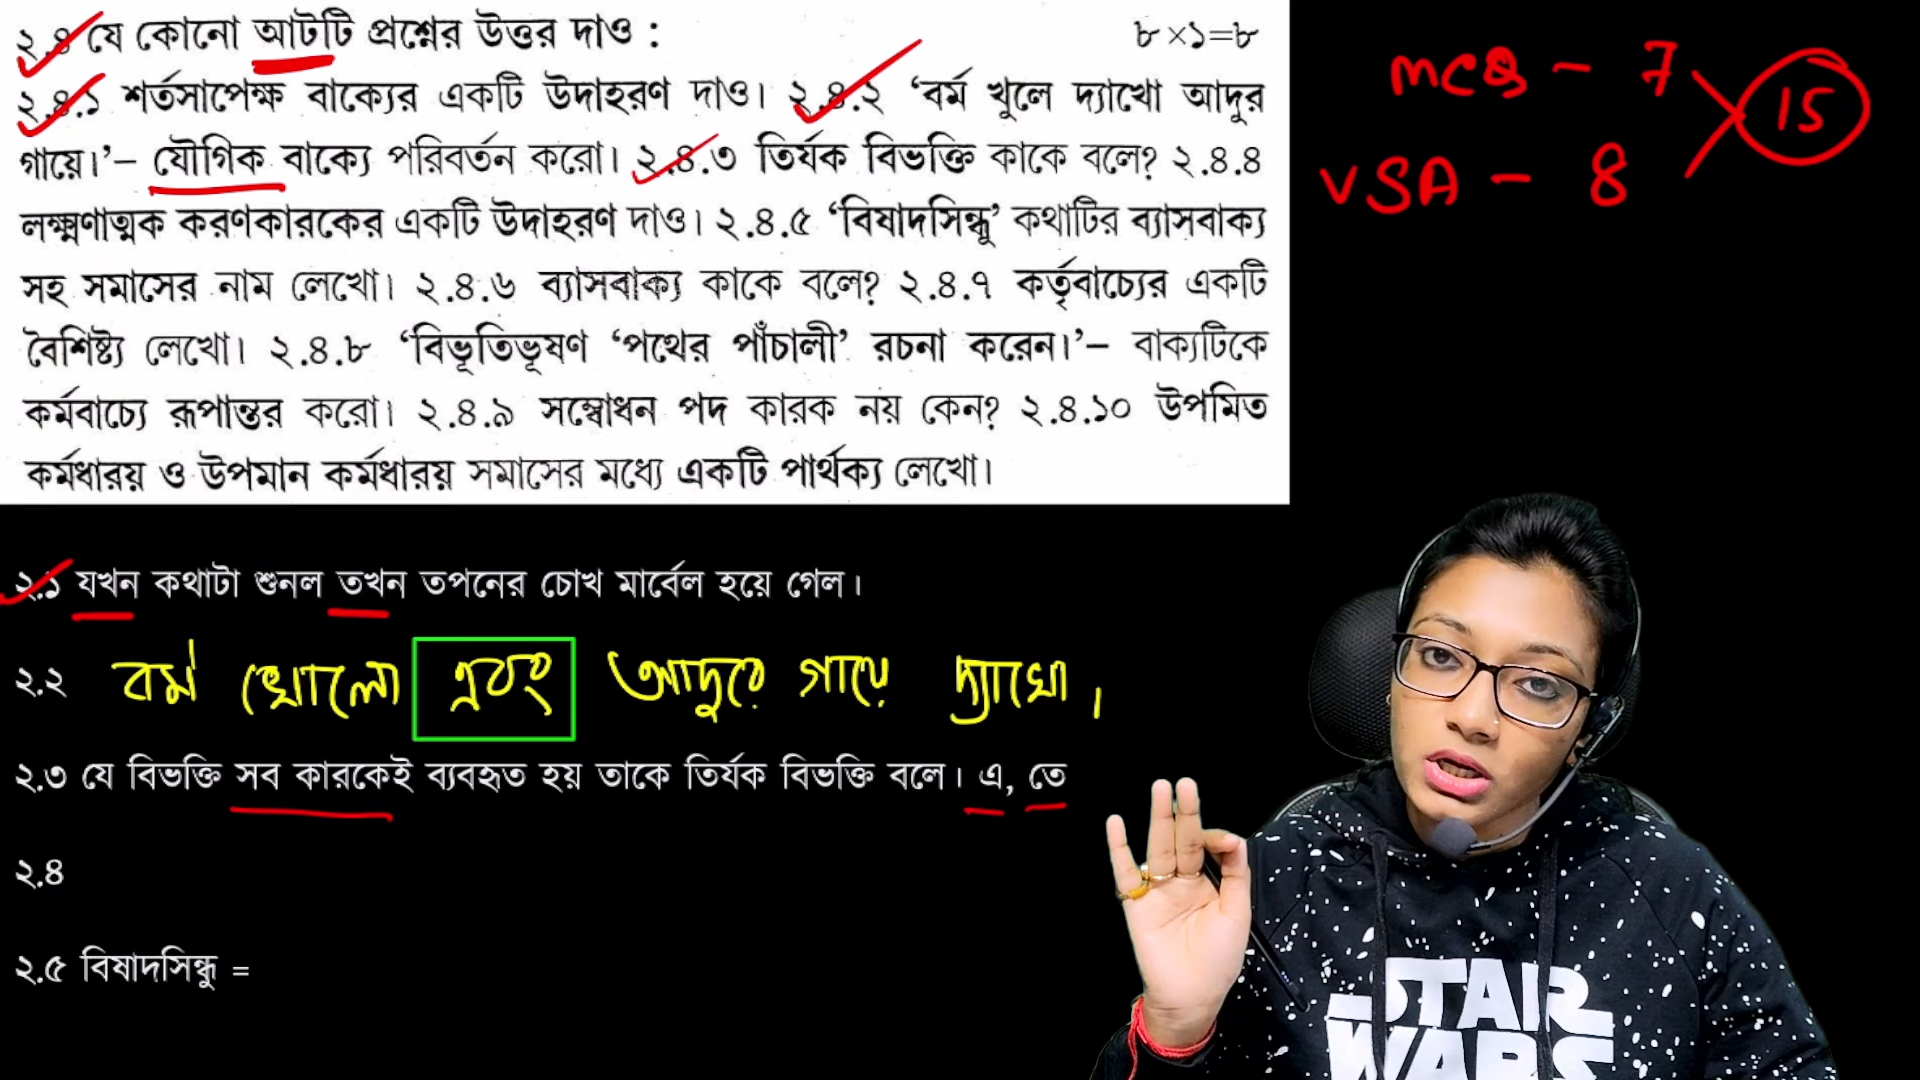 ২.৪ যে কোনো আটটি প্রশ্নের উত্তর দাও : ৮×১=৮
২.৪.১ শর্তসাপেক্ষ বাক্যের একটি উদাহরণ দাও। ২.৪.২ ‘বর্ম খুলে দ্যাখো আদুর
গায়ে।’– যৌগিক বাক্যে পরিবর্তন করো। ২.৪.৩ তির্যক বিভক্তি কাকে বলে? ২.৪.৪
লক্ষ্মণাত্মক করণকারকের একটি উদাহরণ দাও। ২.৪.৫ ‘বিষাদসিন্ধু’ কথাটির ব্যাসবাক্য
সহ সমাসের নাম লেখো। ২.৪.৬ ব্যাসবাক্য কাকে বলে? ২.৪.৭ কর্তৃবাচ্যের একটি
বৈশিষ্ট্য লেখো। ২.৪.৮ ‘বিভূতিভূষণ ‘পথের পাঁচালী’ রচনা করেন।’– বাক্যটিকে
কর্মবাচ্যে রূপান্তর করো। ২.৪.৯ সম্বোধন পদ কারক নয় কেন? ২.৪.১০ উপমিত
কর্মধারয় ও উপমান কর্মধারয় সমাসের মধ্যে একটি পার্থক্য লেখো।
MCQ – 7
VSA – 8
15
২.১ যখন কথাটা শুনল তখন তপনের চোখ মার্বেল হয়ে গেল।
২.২ বর্ম খোলো এবং আদুরে গায়ে দ্যাখো।
২.৩ যে বিভক্তি সব কারকেই ব্যবহৃত হয় তাকে তির্যক বিভক্তি বলে। এ, তে
২.৪
২.৫ বিষাদসিন্ধু =
STAR
WARS